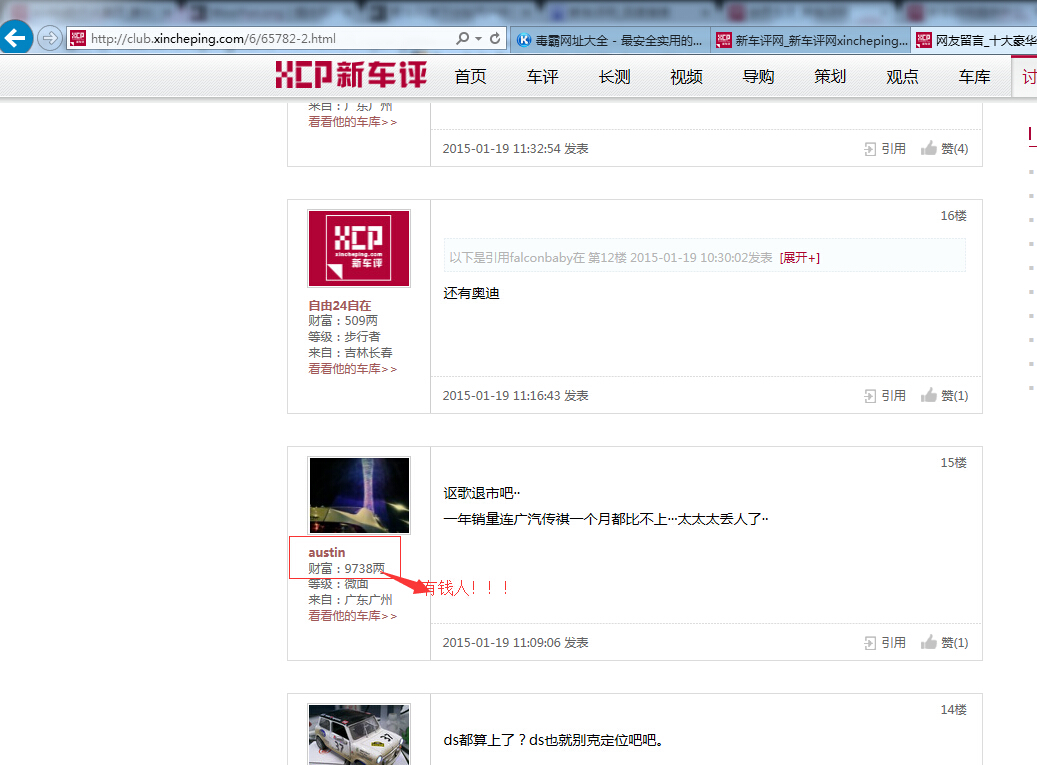 http://club.xincheping.com/6/65782-2.html
毒霸网址大全 - 最安全实用的...
新车评网_新车评网xincheping...
网友留言_十大豪华
XCP新车评
首页
车评
长测
视频
导购
策划
观点
车库
讨
来自：广东广州
看看他的车库>>
2015-01-19 11:32:54 发表
引用
赞(4)
16楼
XCP
xincheping.com
新车评
以下是引用falconbaby在 第12楼 2015-01-19 10:30:02发表 [展开+]
还有奥迪
自由24自在
财富：509两
等级：步行者
来自：吉林长春
看看他的车库>>
2015-01-19 11:16:43 发表
引用
赞(1)
15楼
讴歌退市吧··
一年销量连广汽传祺一个月都比不上···太太太丢人了··
austin
财富：9738两
等级：微面
来自：广东广州
看看他的车库>>
有钱人！！！
2015-01-19 11:09:06 发表
引用
赞(1)
14楼
37
37
ds都算上了？ds也就别克定位吧吧。